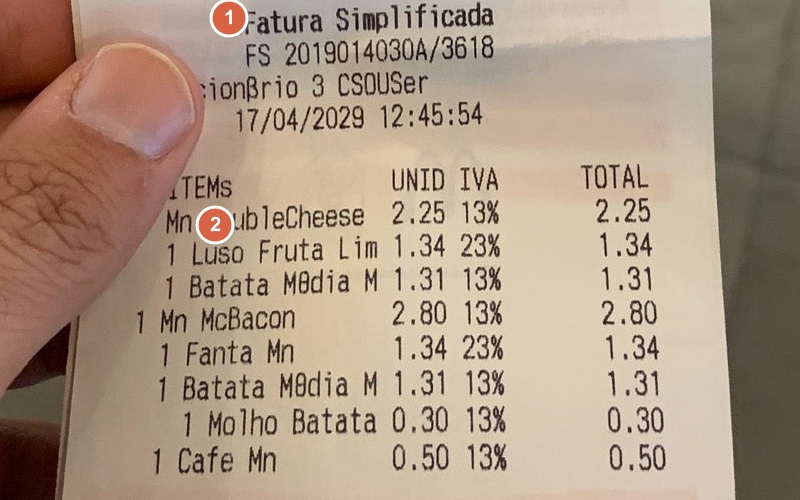 1
Fatura Simplificada
FS 2019014030A/3618
3 CSOUSer
17/04/2029 12:45:54
UNID IVA TOTAL
Mn 2 2.25 13% 2.25
1 Luso Fruta Lim 1.34 23% 1.34
1 Batata Mθdia M 1.31 13% 1.31
1 Mn McBacon 2.80 13% 2.80
1 Fanta Mn 1.34 23% 1.34
1 Batata Mθdia M 1.31 13% 1.31
1 Molho Batata 0.30 13% 0.30
1 Cafe Mn 0.50 13% 0.50